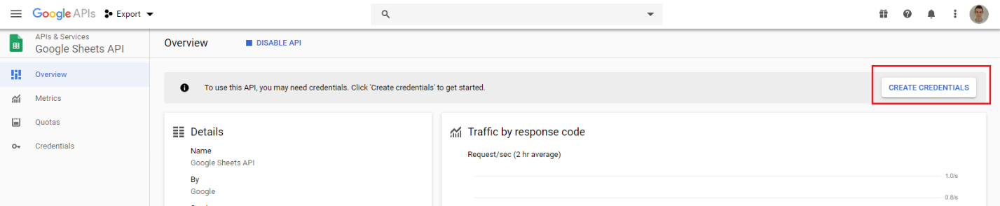 Google APIs
Export
APIs & Services
Google Sheets API
Overview
DISABLE API
Overview
Metrics
Quotas
Credentials
To use this API, you may need credentials. Click 'Create credentials' to get started.
CREATE CREDENTIALS
Details
Name
Google Sheets API
By
Google
Traffic by response code
Request/sec (2 hr average)
1.0/s
0.8/s